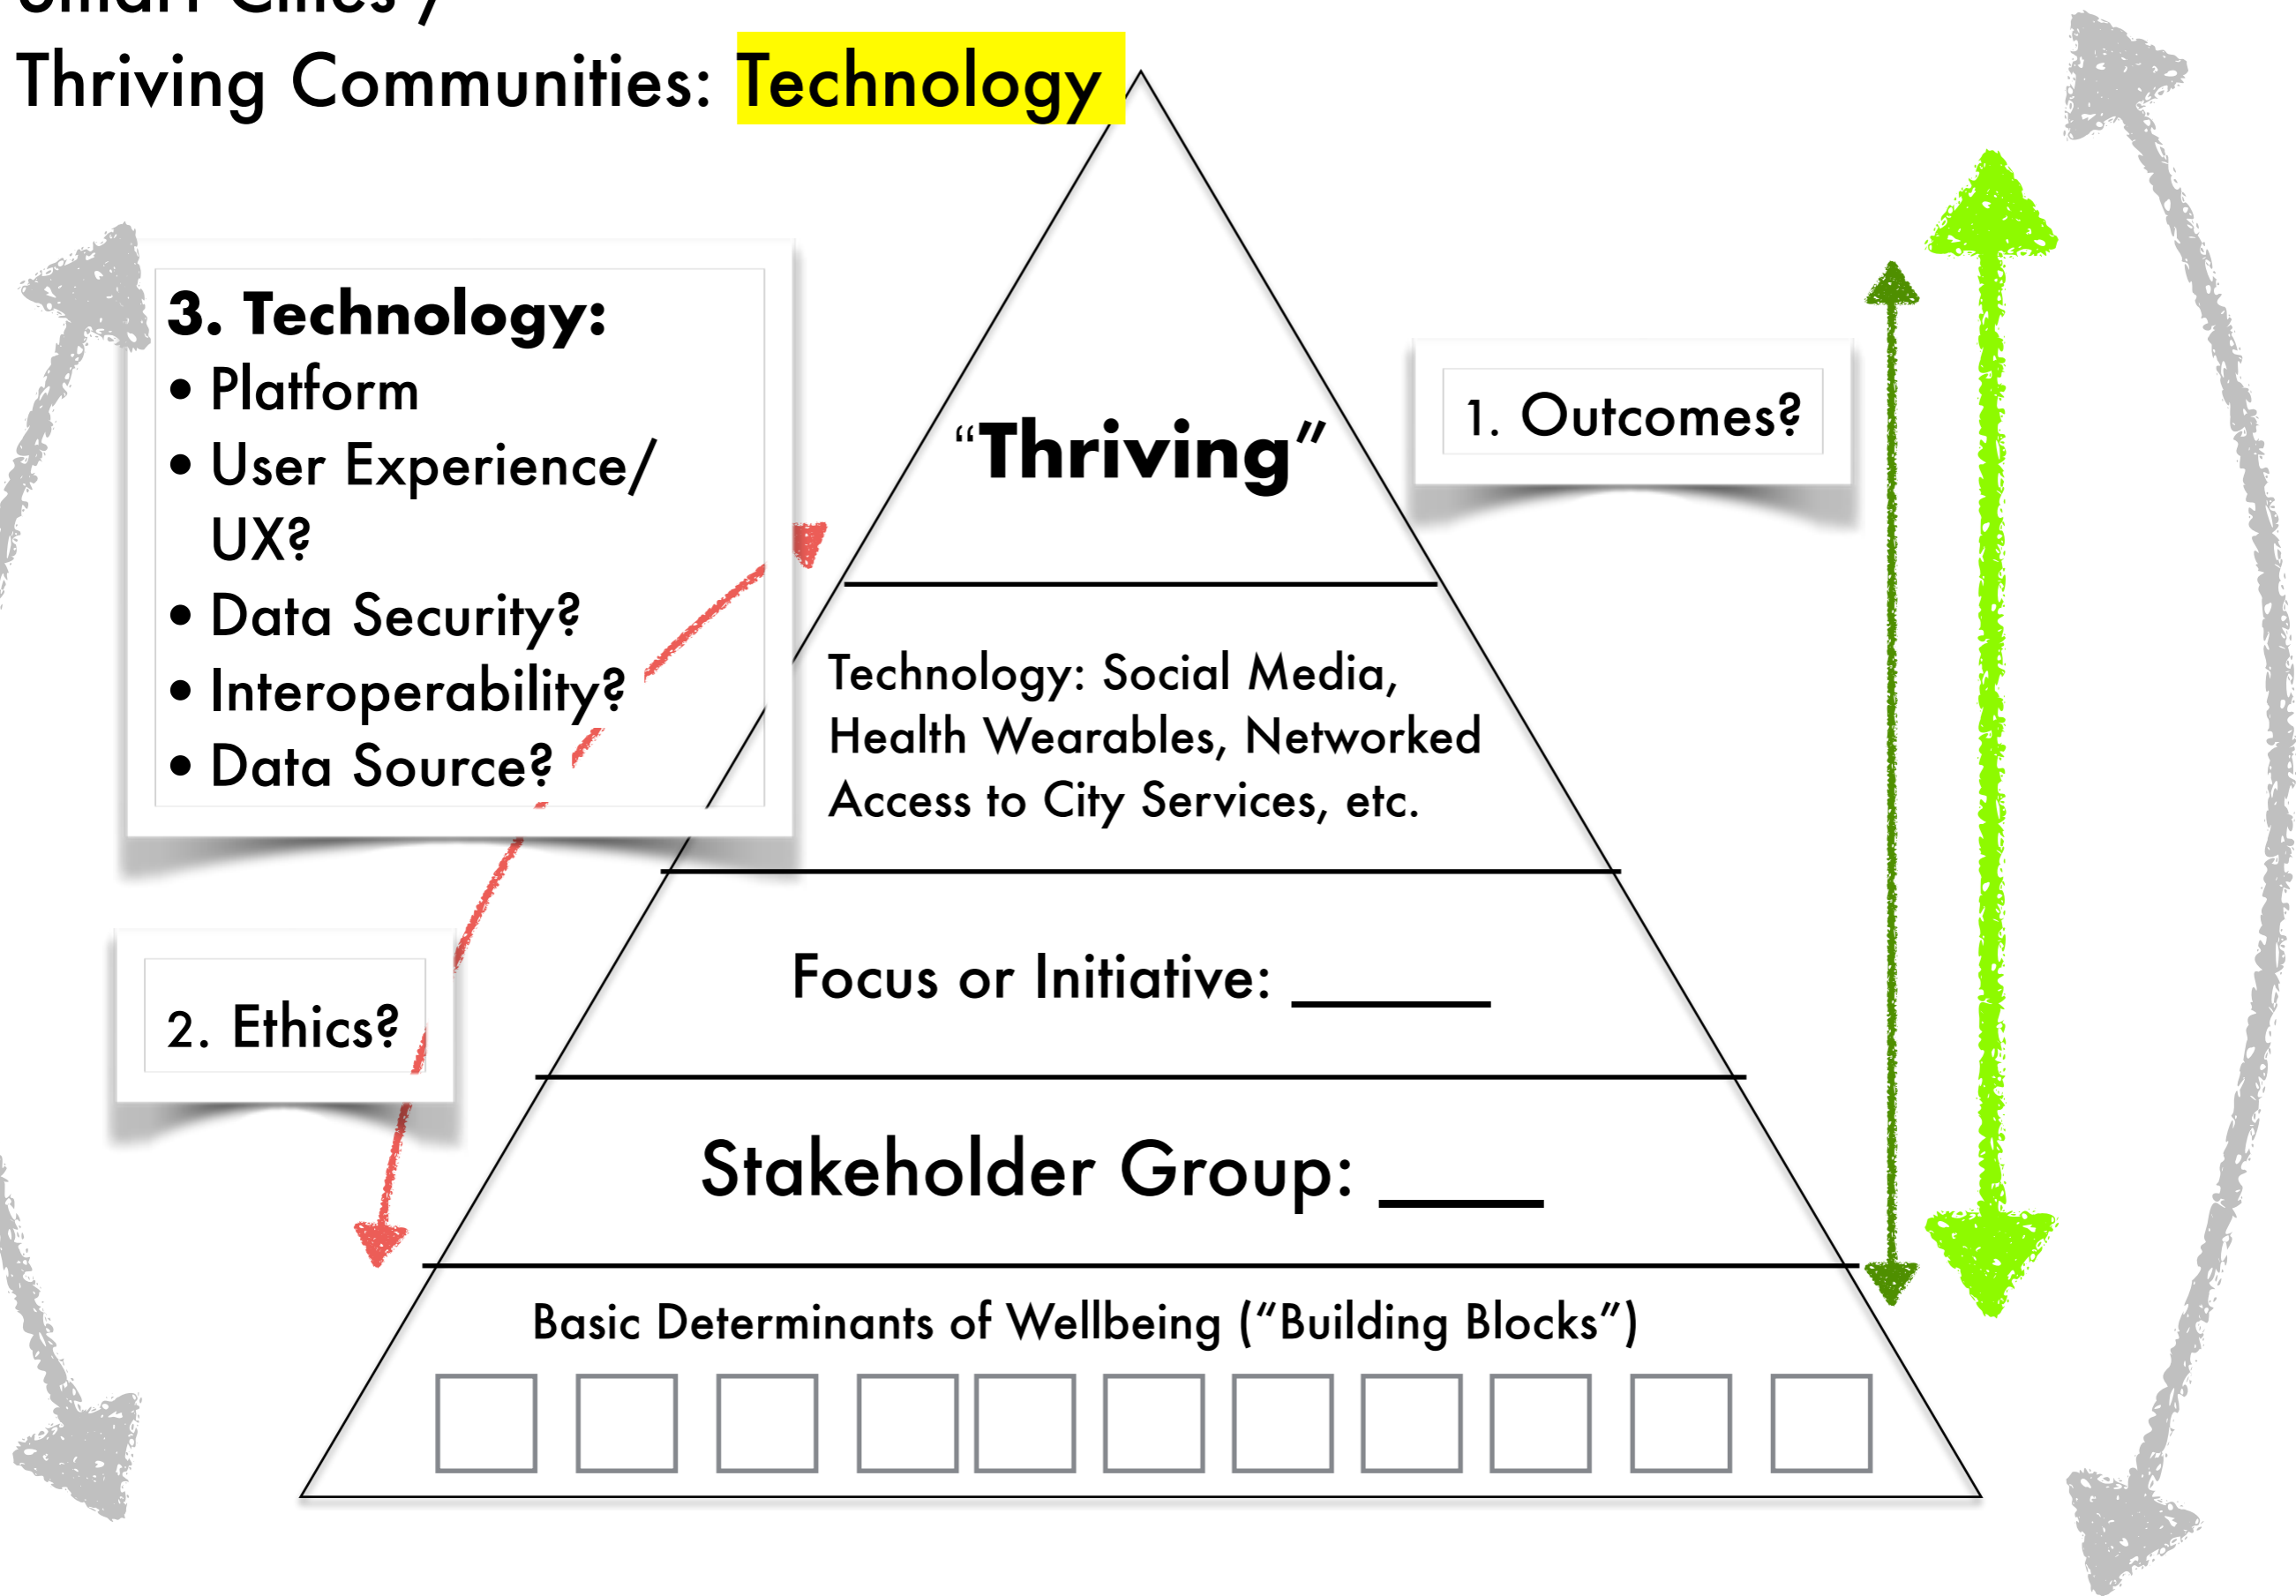 Smart Cities /
Thriving Communities: Technology
3. Technology:
• Platform
• User Experience/
UX?
• Data Security?
• Interoperability?
• Data Source?
“Thriving”
1. Outcomes?
Technology: Social Media,
Health Wearables, Networked
Access to City Services, etc.
2. Ethics?
Focus or Initiative: ______
Stakeholder Group: ____
Basic Determinants of Wellbeing (“Building Blocks”)